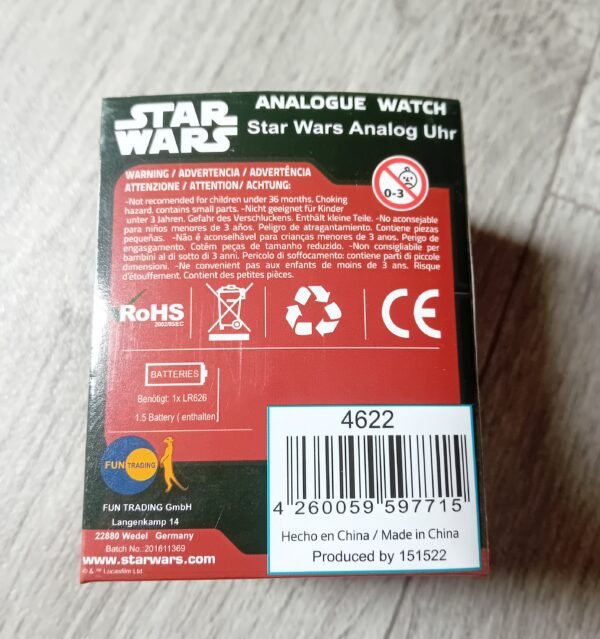 STAR
WARS
ANALOGUE WATCH
Star Wars Analog Uhr
WARNING / ADVERTENCIA / ADVERTÊNCIA
ATTENZIONE / ATTENTION/ ACHTUNG:
0-3
-Not recomended for children under 36 months. Choking
hazard. contains small parts. -Nicht geeignet für Kinder
unter 3 Jahren. Gefahr des Verschluckens. Enthält kleine Teile. -No aconsejable
para niños menores de 3 años. Peligro de atragantamiento. Contiene piezas
pequeñas. -Não é aconselhável para crianças menores de 3 anos. Perigo de
engasgamento. Cotém peças de tamanho reduzido. -Non consigliabile per
bambini al di sotto di 3 anni. Pericolo di soffocamento: contiene parti di piccole
dimensioni. -Ne convenient pas aux enfants de moins de 3 ans. Risque
d'étouffement. Contient des petites pièces.
RoHS
2002/95/EC
CE
BATTERIES
Benötigt: 1x LR626
1.5 Battery ( enthalten)
FUN TRADING
FUN TRADING GmbH
Langenkamp 14
22880 Wedel Germany
Batch No.:201611369
www.starwars.com
© & ™ Lucasfilm Ltd
4622
4 260059 597715
Hecho en China / Made in China
Produced by 151522